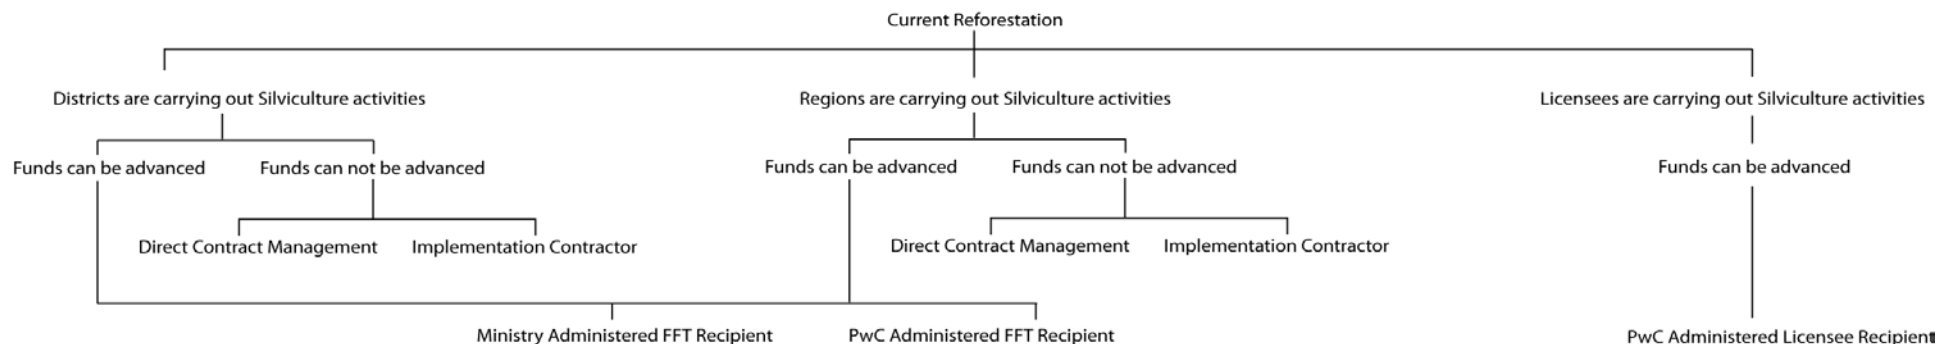 Current Reforestation
Districts are carrying out Silviculture activities
Regions are carrying out Silviculture activities
Licensees are carrying out Silviculture activities
Funds can be advanced
Funds can not be advanced
Funds can be advanced
Funds can not be advanced
Funds can be advanced
Direct Contract Management
Implementation Contractor
Direct Contract Management
Implementation Contractor
Ministry Administered FFT Recipient
PwC Administered FFT Recipient
PwC Administered Licensee Recipient